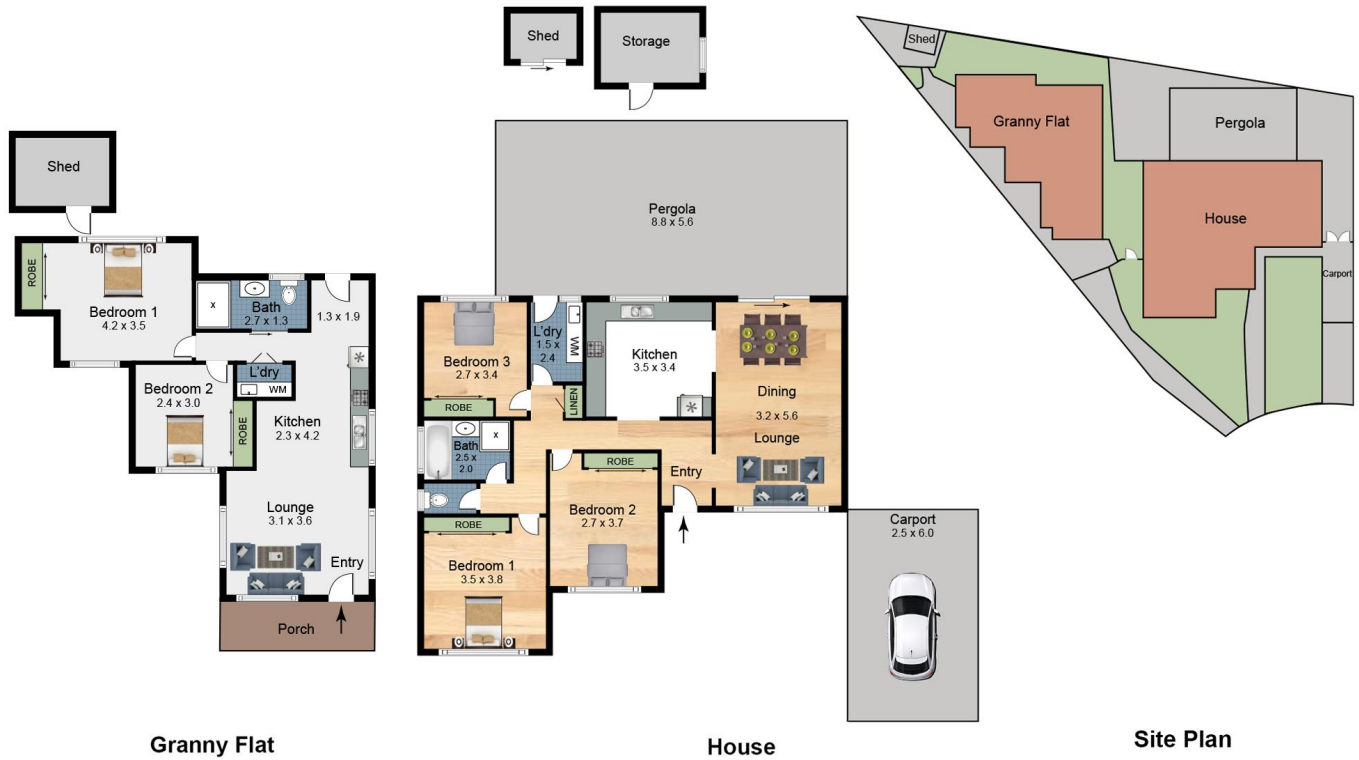 Shed
ROBE
Bedroom 1
4.2 x 3.5
x
Bath
2.7 x 1.3
1.3 x 1.9
L'dry
WM
Bedroom 2
2.4 x 3.0
ROBE
Kitchen
2.3 x 4.2
Lounge
3.1 x 3.6
Entry
Porch
Granny Flat
Shed
Storage
Pergola
8.8 x 5.6
Bedroom 3
2.7 x 3.4
ROBE
L'dry
1.5 x
2.4
WM
LINEN
Kitchen
3.5 x 3.4
Dining
3.2 x 5.6
Lounge
Bath
2.5 x
2.0
x
Entry
ROBE
Bedroom 2
2.7 x 3.7
ROBE
Bedroom 1
3.5 x 3.8
Carport
2.5 x 6.0
House
Shed
Granny Flat
Pergola
House
Carport
Site Plan